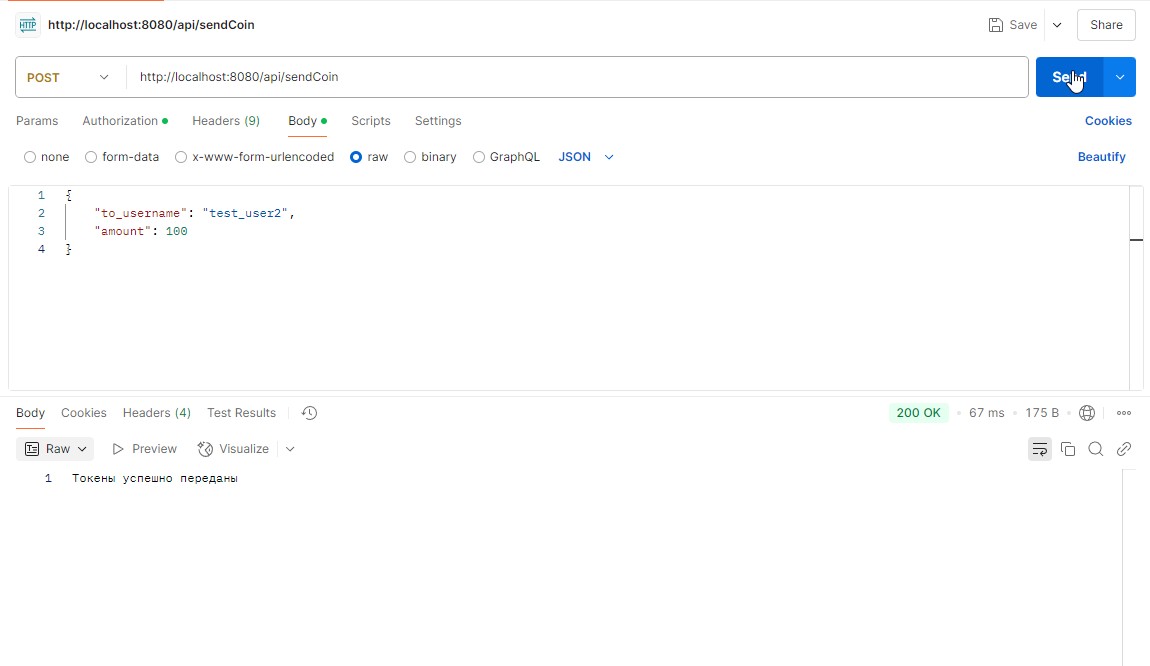 HTTP http://localhost:8080/api/sendCoin Save Share
POST http://localhost:8080/api/sendCoin Send
Params Authorization Headers (9) Body Scripts Settings Cookies
none form-data x-www-form-urlencoded raw binary GraphQL JSON Beautify
1 {
2 "to_username": "test_user2",
3 "amount": 100
4 }
Body Cookies Headers (4) Test Results 200 OK • 67 ms • 175 B •
Raw Preview Visualize
1 Токены успешно переданы